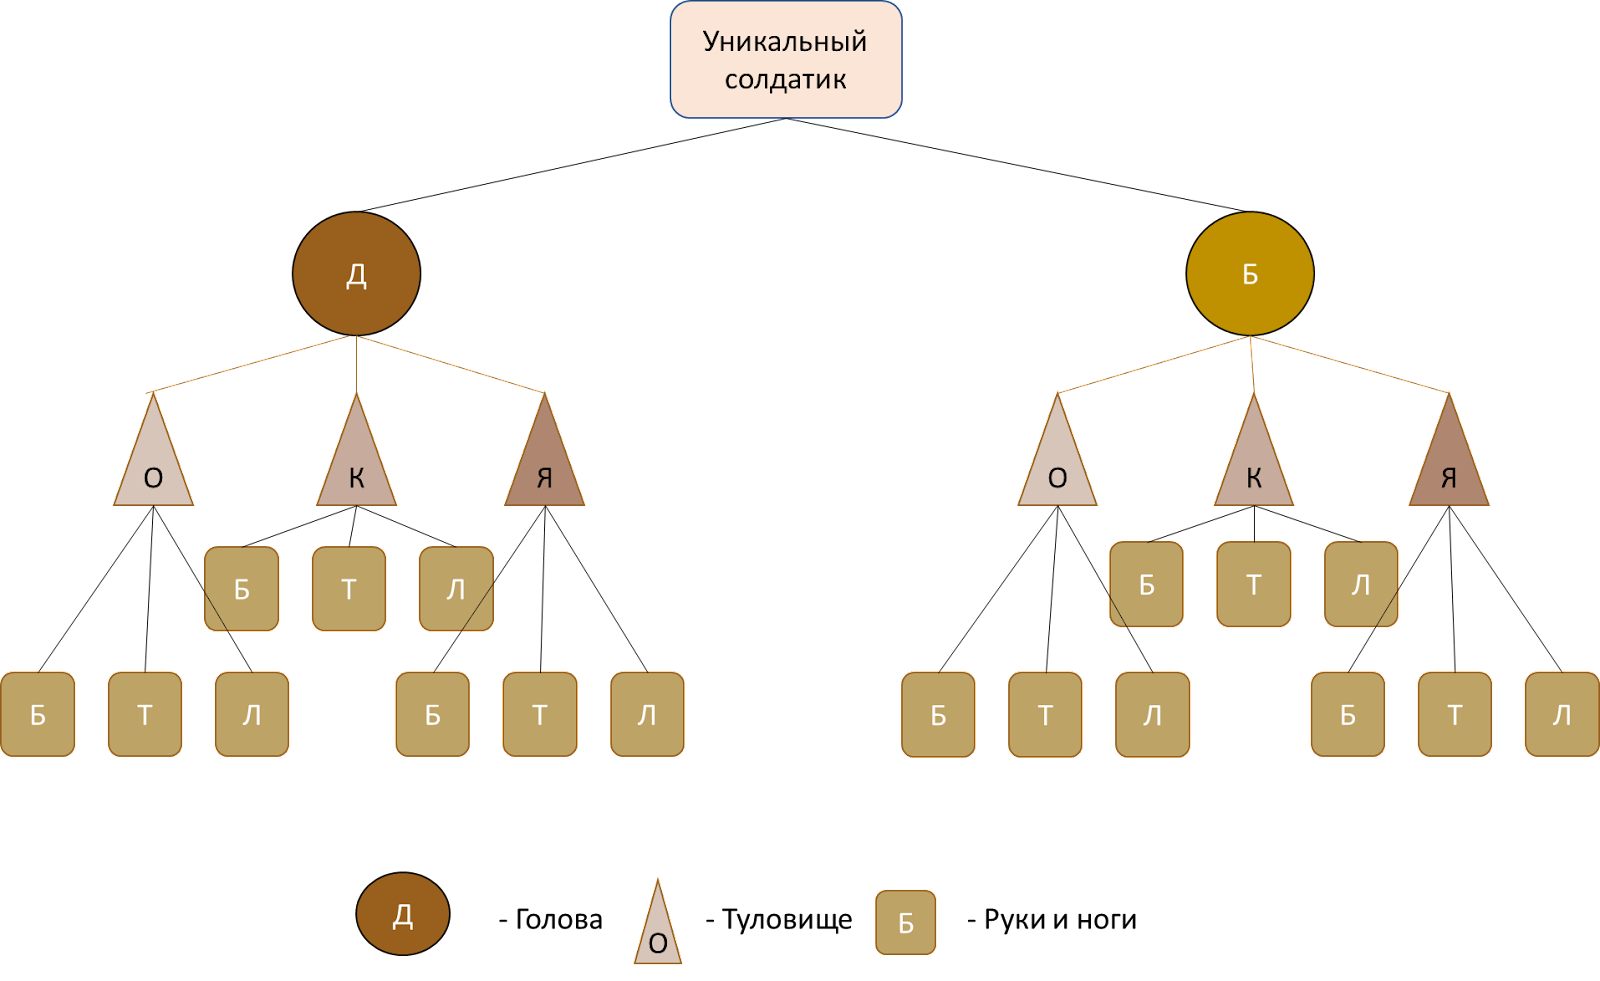 Уникальный
солдатик
Д
Б
О
К
Я
О
К
Я
Б
Т
Л
Б
Т
Л
Б
Т
Л
Б
Т
Л
Б
Т
Л
Б
Т
Л
Д
- Голова
О
- Туловище
Б
- Руки и ноги